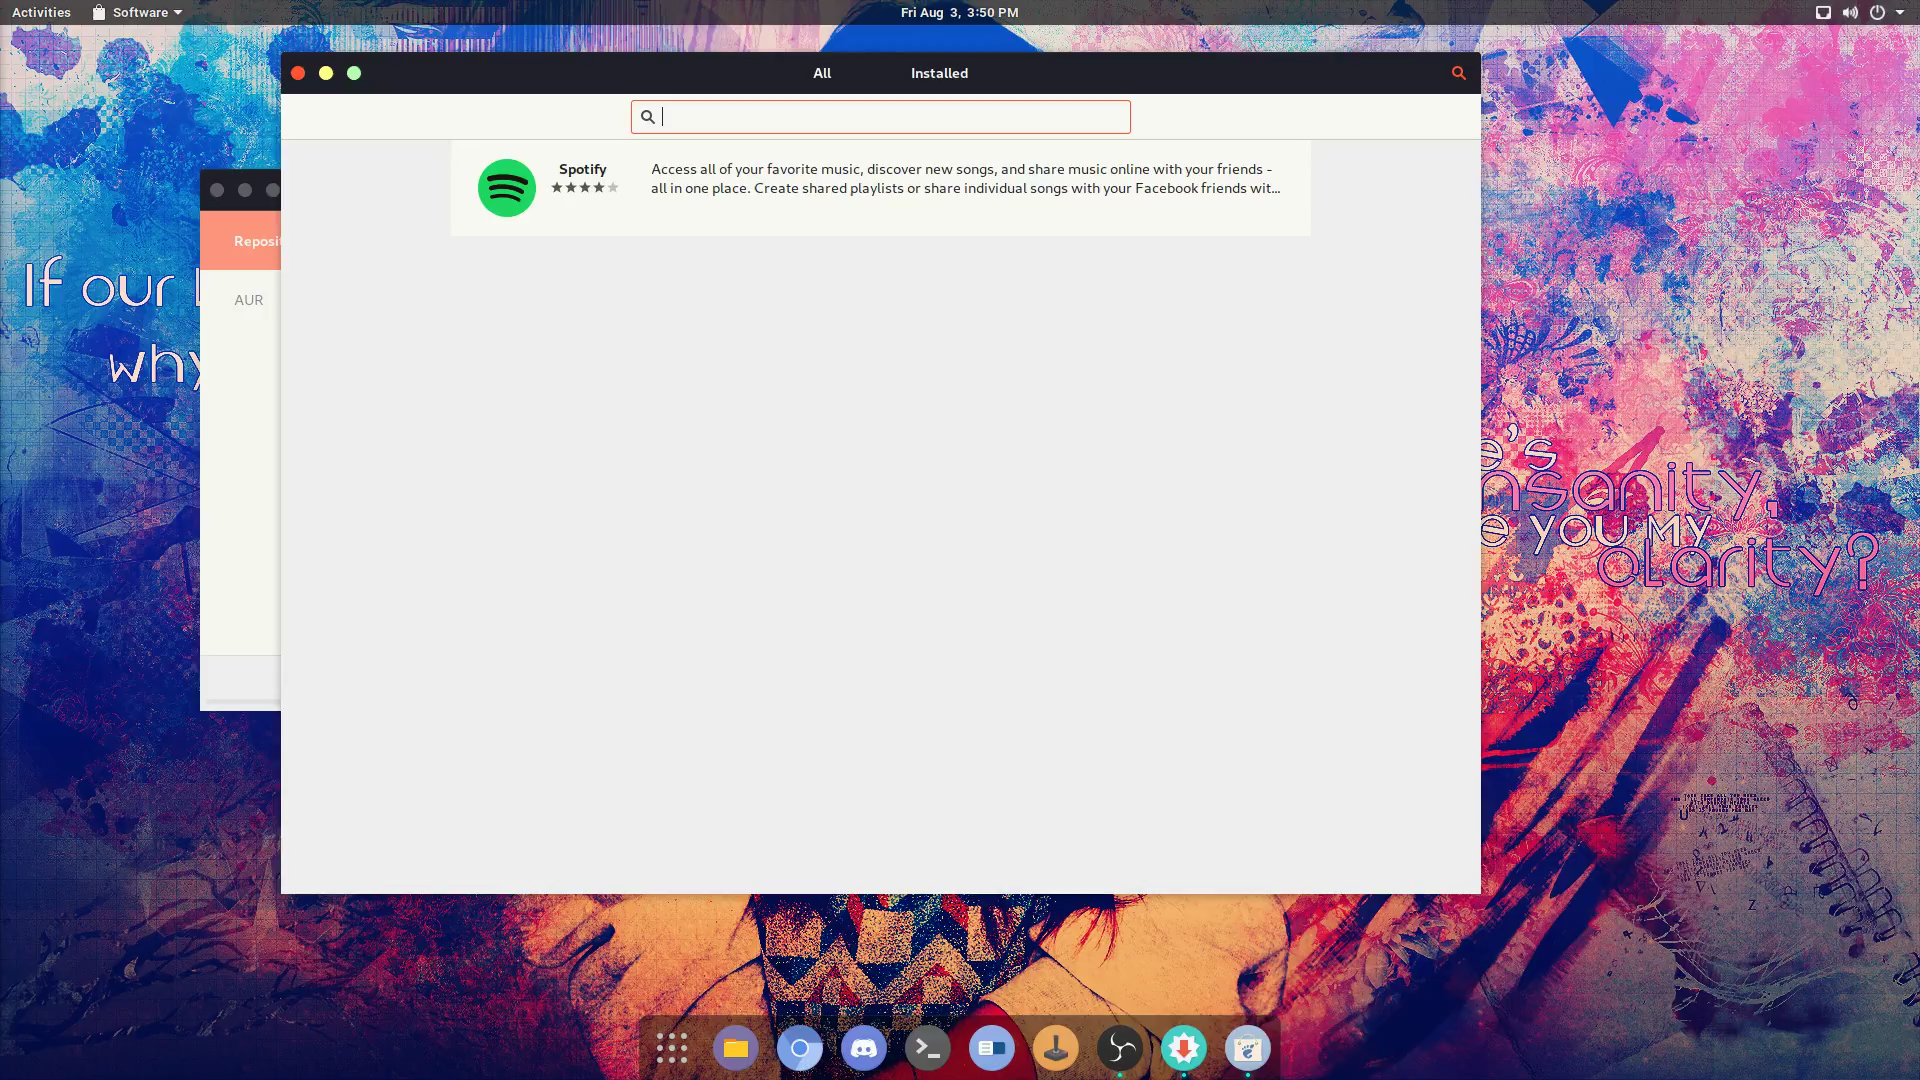 Activities
Software
Fri Aug 3, 3:50 PM
All
Installed
Spotify
Access all of your favorite music, discover new songs, and share music online with your friends -
all in one place. Create shared playlists or share individual songs with your Facebook friends wit...
Reposit
AUR
If our
why
e's
nsanity,
e you My
cLarity?